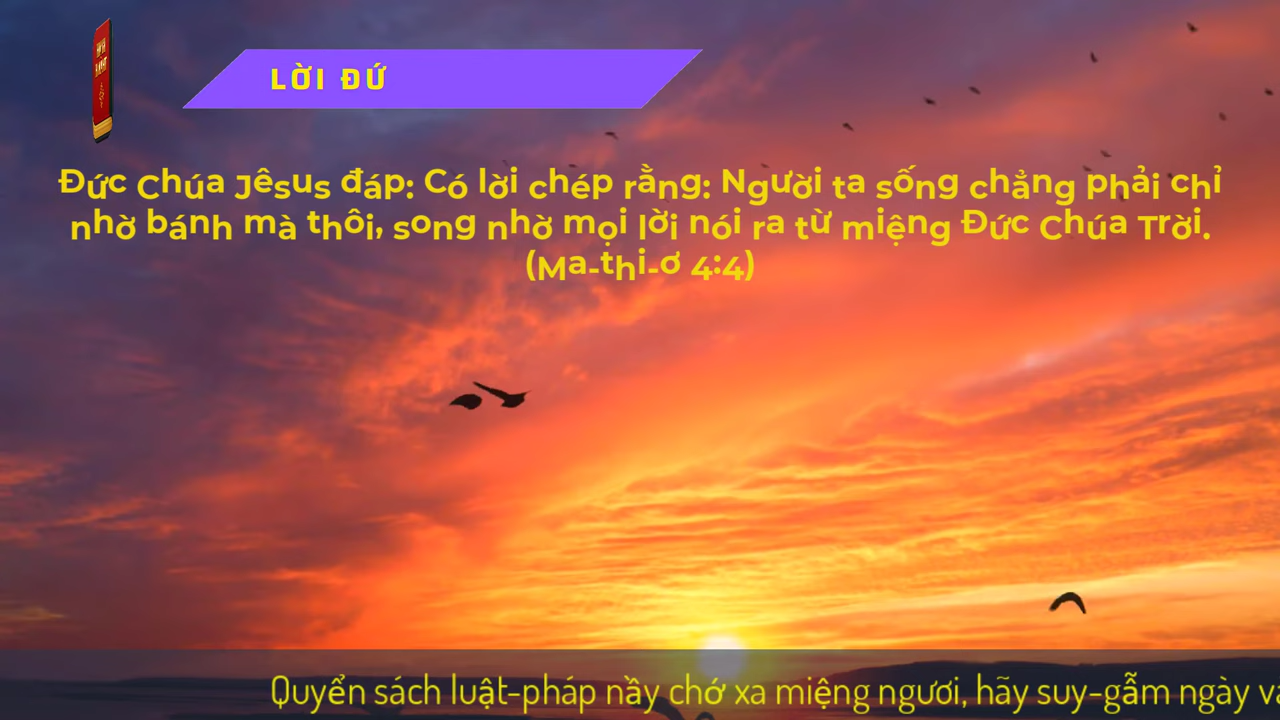 LỜI ĐỨ
Đức Chúa Jêsus đáp: Có lời chép rằng: Người ta sống chẳng phải chỉ
nhờ bánh mà thôi, song nhờ mọi lời nói ra từ miệng Đức Chúa Trời.
(Ma-thi-ơ 4:4)
Quyển sách luật-pháp nầy chớ xa miệng ngươi, hãy suy-gẫm ngày